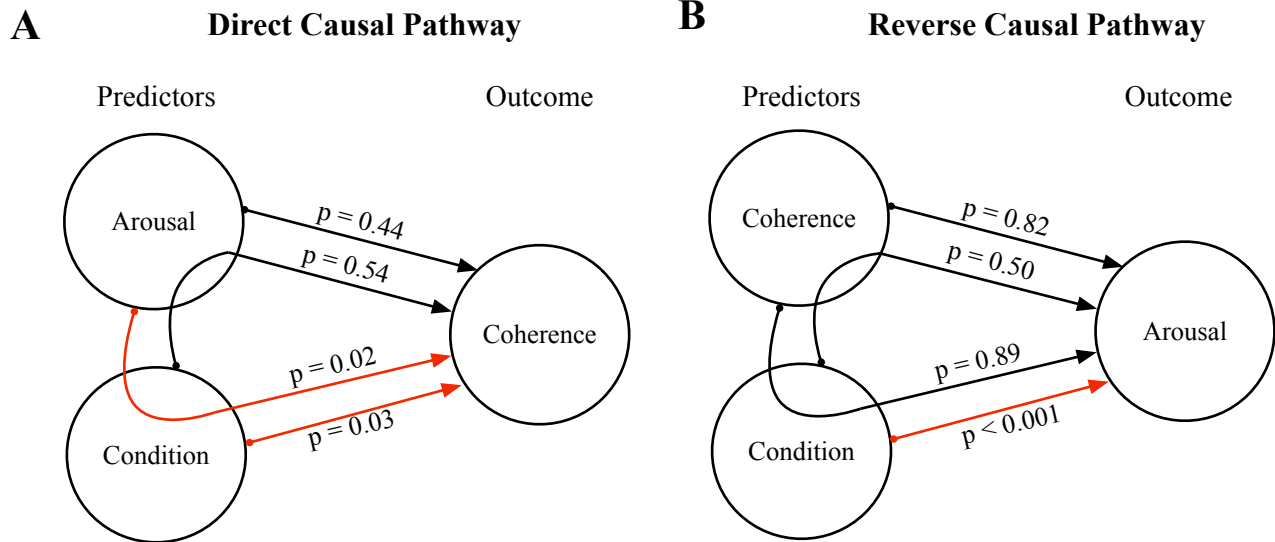 A
Direct Causal Pathway
Predictors
Outcome
Arousal
p = 0.44
p = 0.54
Coherence
p = 0.02
p = 0.03
Condition
B
Reverse Causal Pathway
Predictors
Outcome
Coherence
p = 0.82
p = 0.50
Arousal
p = 0.89
p < 0.001
Condition